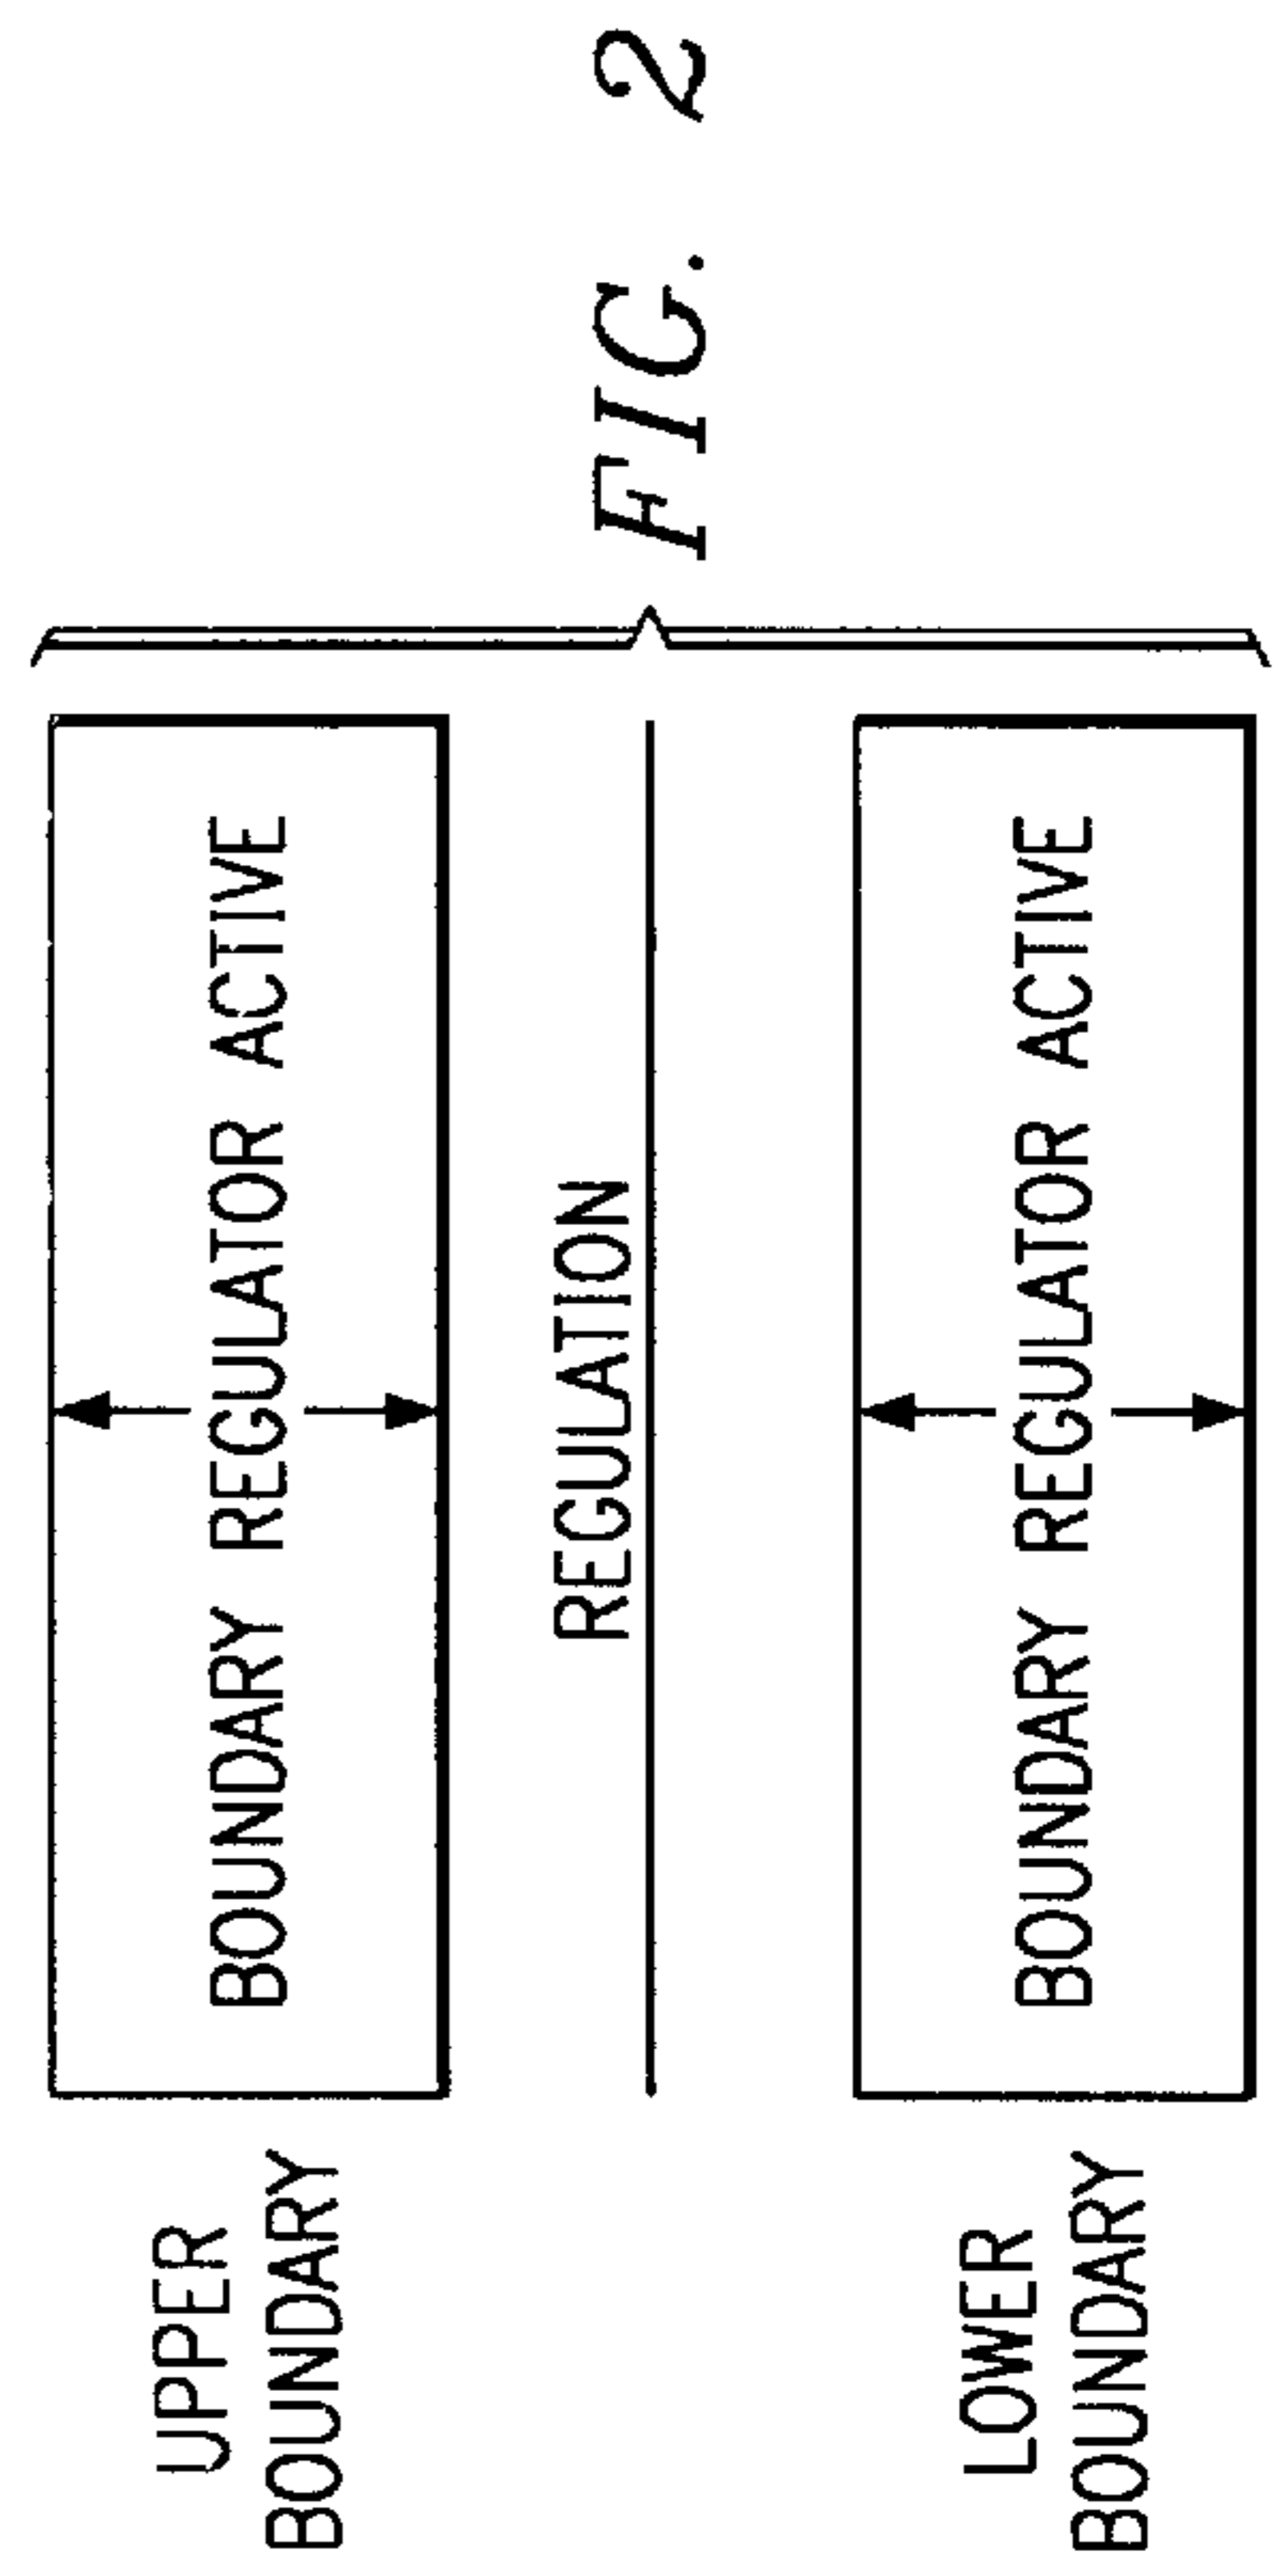 UPPER
BOUNDARY
BOUNDARY REGULATOR ACTIVE
REGULATION
LOWER
BOUNDARY
BOUNDARY REGULATOR ACTIVE
FIG. 2